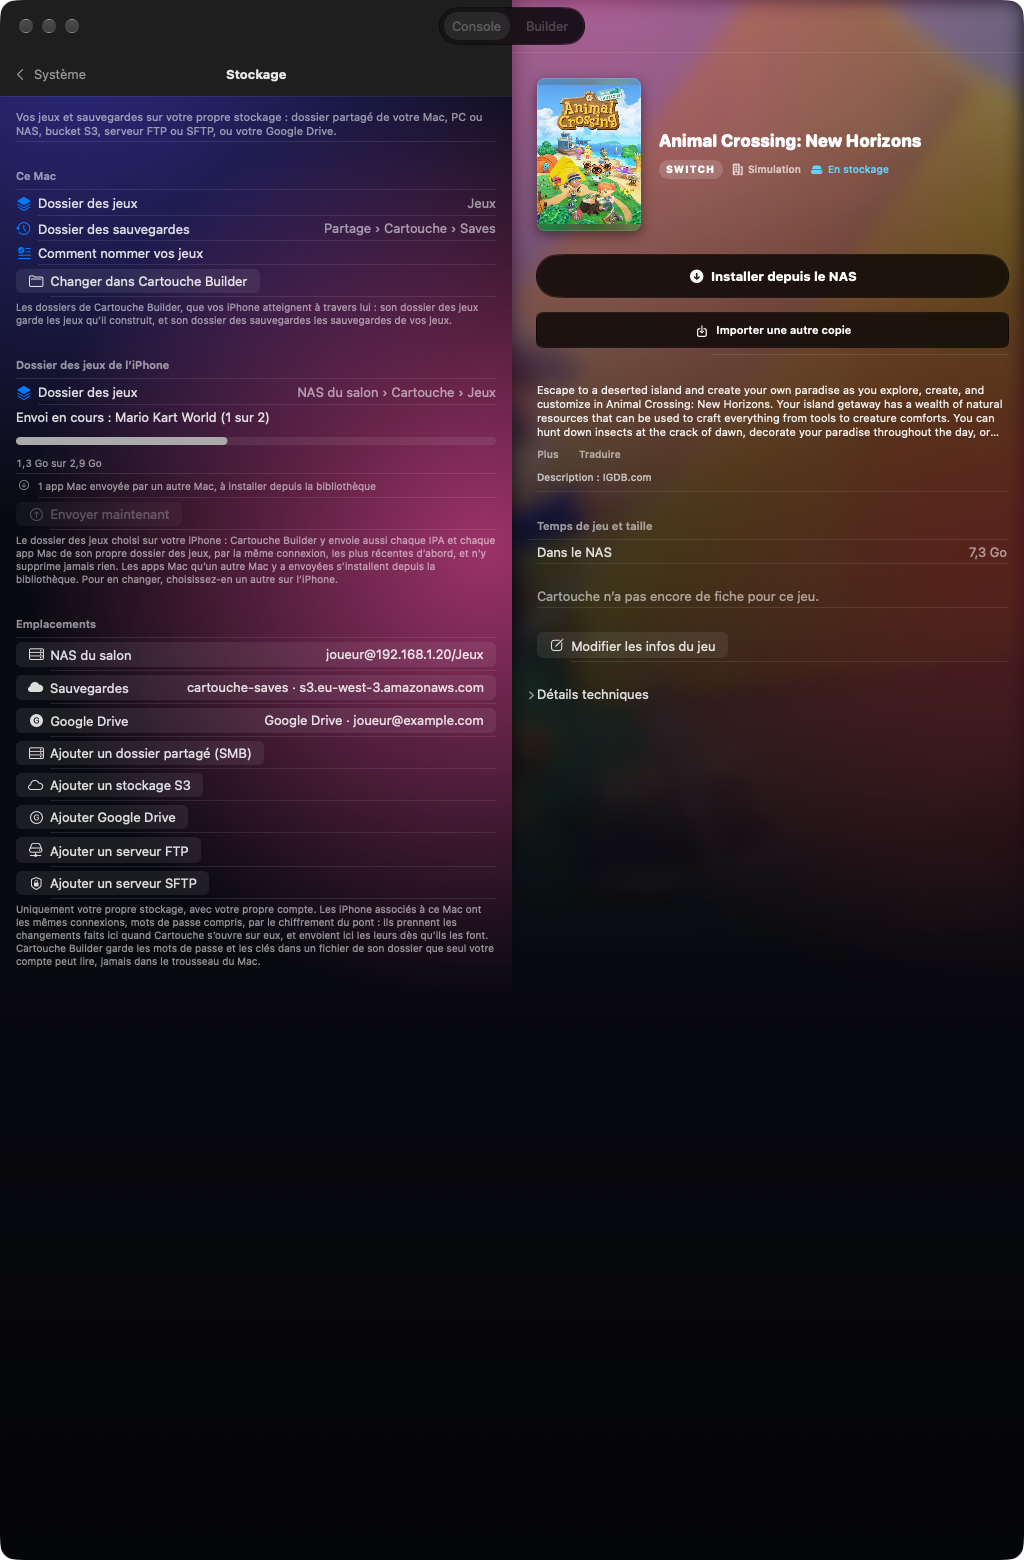 Console
Builder
Système
Stockage
Vos jeux et sauvegardes sur votre propre stockage : dossier partagé de votre Mac, PC ou
NAS, bucket S3, serveur FTP ou SFTP, ou votre Google Drive.
Ce Mac
Dossier des jeux
Jeux
Dossier des sauvegardes
Partage › Cartouche › Saves
Comment nommer vos jeux
Changer dans Cartouche Builder
Les dossiers de Cartouche Builder, que vos iPhone atteignent à travers lui : son dossier des jeux
garde les jeux qu’il construit, et son dossier des sauvegardes les sauvegardes de vos jeux.
Dossier des jeux de l’iPhone
Dossier des jeux
NAS du salon › Cartouche › Jeux
Envoi en cours : Mario Kart World (1 sur 2)
1,3 Go sur 2,9 Go
1 app Mac envoyée par un autre Mac, à installer depuis la bibliothèque
Envoyer maintenant
Le dossier des jeux choisi sur votre iPhone : Cartouche Builder y envoie aussi chaque IPA et chaque
app Mac de son propre dossier des jeux, par la même connexion, les plus récentes d’abord, et n’y
supprime jamais rien. Les apps Mac qu’un autre Mac y a envoyées s’installent depuis la
bibliothèque. Pour en changer, choisissez-en un autre sur l’iPhone.
Emplacements
NAS du salon
joueur@192.168.1.20/Jeux
Sauvegardes
cartouche-saves · s3.eu-west-3.amazonaws.com
Google Drive
Google Drive · joueur@example.com
Ajouter un dossier partagé (SMB)
Ajouter un stockage S3
Ajouter Google Drive
Ajouter un serveur FTP
Ajouter un serveur SFTP
Uniquement votre propre stockage, avec votre propre compte. Les iPhone associés à ce Mac ont
les mêmes connexions, mots de passe compris, par le chiffrement du pont : ils prennent les
changements faits ici quand Cartouche s’ouvre sur eux, et envoient ici les leurs dès qu’ils les font.
Cartouche Builder garde les mots de passe et les clés dans un fichier de son dossier que seul votre
compte peut lire, jamais dans le trousseau du Mac.
Animal
Crossing
Animal Crossing: New Horizons
SWITCH
Simulation
En stockage
Installer depuis le NAS
Importer une autre copie
Escape to a deserted island and create your own paradise as you explore, create, and
customize in Animal Crossing: New Horizons. Your island getaway has a wealth of natural
resources that can be used to craft everything from tools to creature comforts. You can
hunt down insects at the crack of dawn, decorate your paradise throughout the day, or…
Plus
Traduire
Description : IGDB.com
Temps de jeu et taille
Dans le NAS
7,3 Go
Cartouche n’a pas encore de fiche pour ce jeu.
Modifier les infos du jeu
Détails techniques